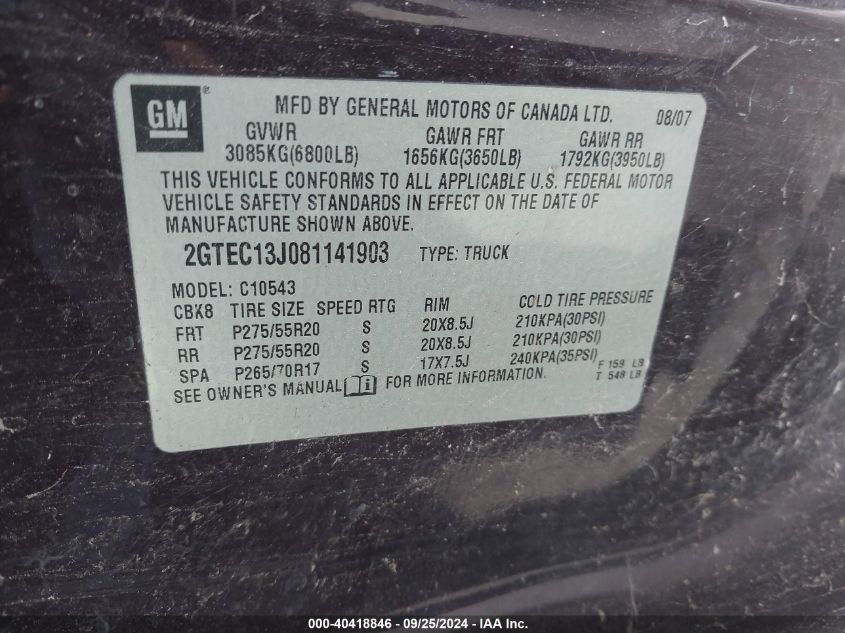 GM ®
MFD BY GENERAL MOTORS OF CANADA LTD. 08/07
GVWR GAWR FRT GAWR RR
3085KG(6800LB) 1656KG(3650LB) 1792KG(3950LB)
THIS VEHICLE CONFORMS TO ALL APPLICABLE U.S. FEDERAL MOTOR
VEHICLE SAFETY STANDARDS IN EFFECT ON THE DATE OF
MANUFACTURE SHOWN ABOVE.
2GTEC13J081141903 TYPE: TRUCK
MODEL: C10543
CBK8 TIRE SIZE SPEED RTG RIM COLD TIRE PRESSURE
FRT P275/55R20 S 20X8.5J 210KPA(30PSI)
RR P275/55R20 S 20X8.5J 210KPA(30PSI)
SPA P265/70R17 S 17X7.5J 240KPA(35PSI) F 159 LB
SEE OWNER'S MANUAL FOR MORE INFORMATION. T 548 LB
000-40418846 - 09/25/2024 - IAA Inc.